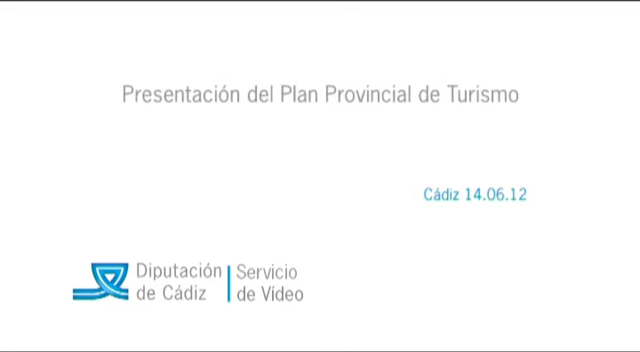 Presentación del Plan Provincial de Turismo
Cádiz 14.06.12
Diputación
de Cádiz
Servicio
de Vídeo